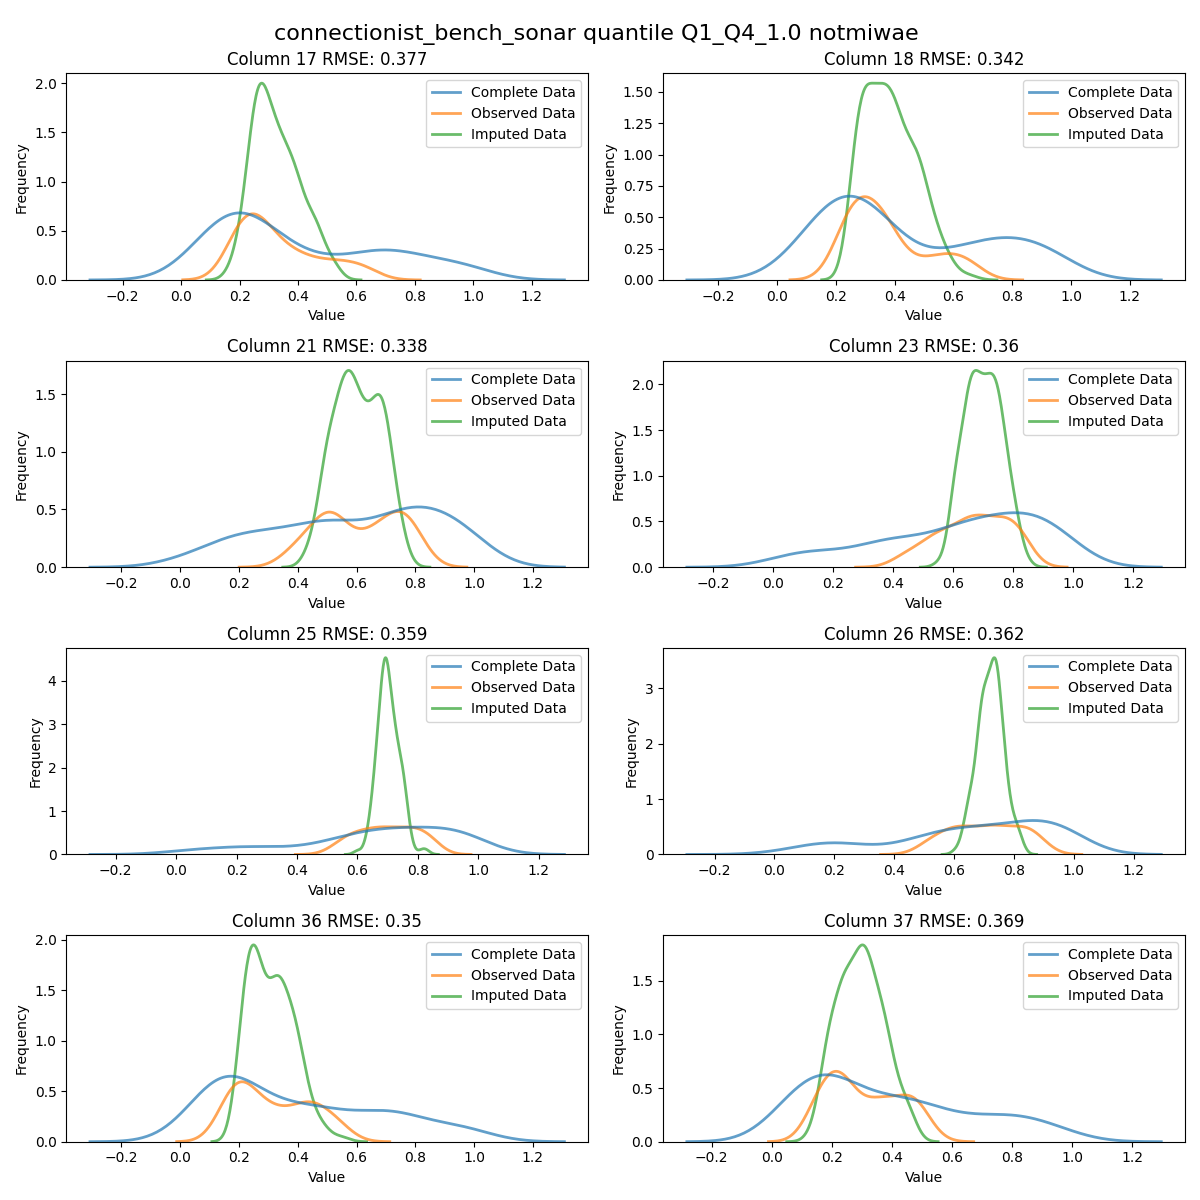 connectionist_bench_sonar quantile Q1_Q4_1.0 notmiwae
Column 17 RMSE: 0.377
Frequency
2.0
1.5
1.0
0.5
0.0
Complete Data
Observed Data
Imputed Data
−0.2 0.0 0.2 0.4 0.6 0.8 1.0 1.2
Value
Column 18 RMSE: 0.342
Frequency
1.50
1.25
1.00
0.75
0.50
0.25
0.00
Complete Data
Observed Data
Imputed Data
−0.2 0.0 0.2 0.4 0.6 0.8 1.0 1.2
Value
Column 21 RMSE: 0.338
Frequency
1.5
1.0
0.5
0.0
Complete Data
Observed Data
Imputed Data
−0.2 0.0 0.2 0.4 0.6 0.8 1.0 1.2
Value
Column 23 RMSE: 0.36
Frequency
2.0
1.5
1.0
0.5
0.0
Complete Data
Observed Data
Imputed Data
−0.2 0.0 0.2 0.4 0.6 0.8 1.0 1.2
Value
Column 25 RMSE: 0.359
Frequency
4
3
2
1
0
Complete Data
Observed Data
Imputed Data
−0.2 0.0 0.2 0.4 0.6 0.8 1.0 1.2
Value
Column 26 RMSE: 0.362
Frequency
3
2
1
0
Complete Data
Observed Data
Imputed Data
−0.2 0.0 0.2 0.4 0.6 0.8 1.0 1.2
Value
Column 36 RMSE: 0.35
Frequency
2.0
1.5
1.0
0.5
0.0
Complete Data
Observed Data
Imputed Data
−0.2 0.0 0.2 0.4 0.6 0.8 1.0 1.2
Value
Column 37 RMSE: 0.369
Frequency
1.5
1.0
0.5
0.0
Complete Data
Observed Data
Imputed Data
−0.2 0.0 0.2 0.4 0.6 0.8 1.0 1.2
Value